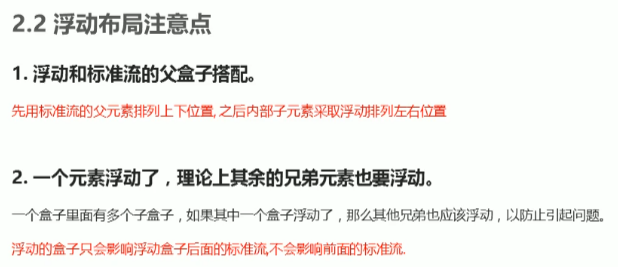 2.2 浮动布局注意点
1. 浮动和标准流的父盒子搭配。
先用标准流的父元素排列上下位置, 之后内部子元素采取浮动排列左右位置
2. 一个元素浮动了，理论上其余的兄弟元素也要浮动。
一个盒子里面有多个子盒子，如果其中一个盒子浮动了，那么其他兄弟也应该浮动，以防止引起问题。
浮动的盒子只会影响浮动盒子后面的标准流,不会影响前面的标准流.